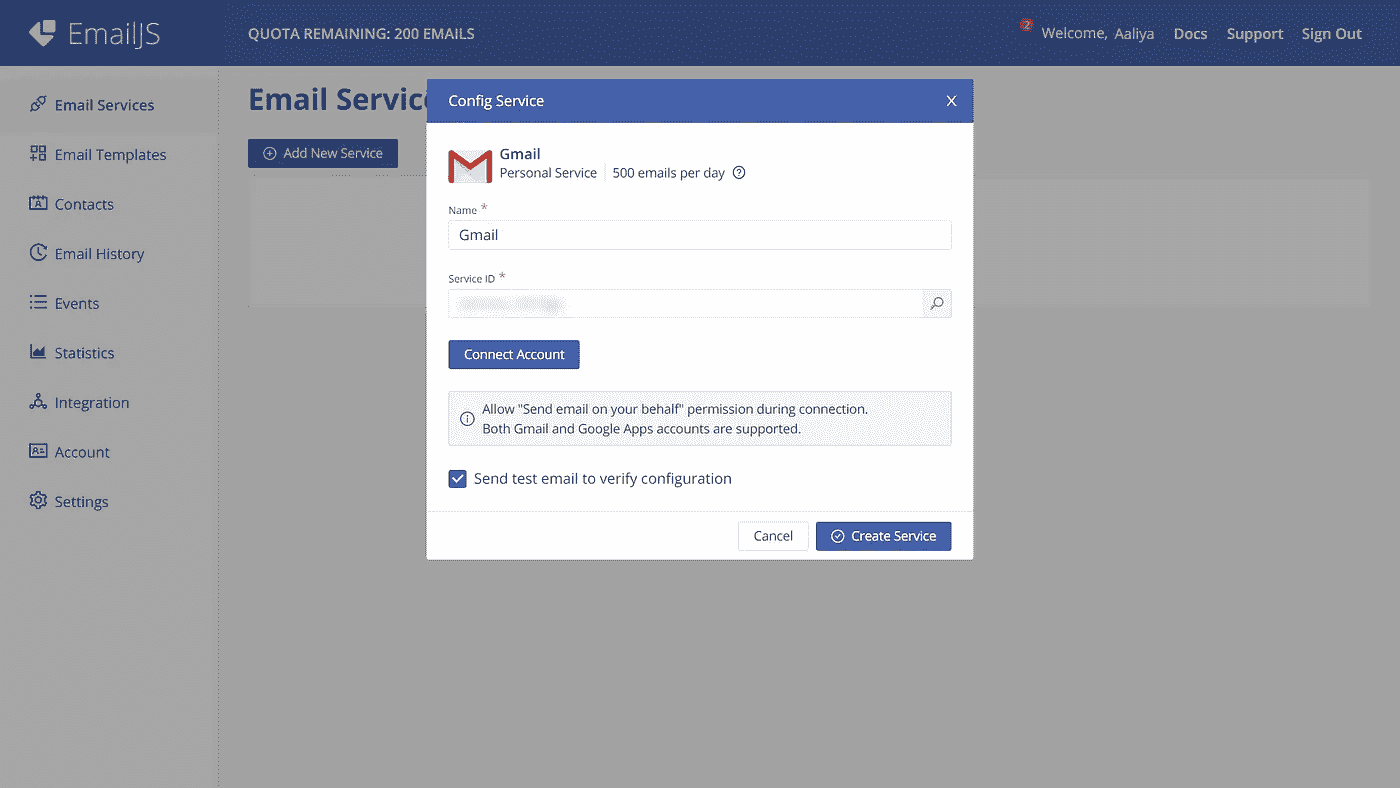 EmailJS
QUOTA REMAINING: 200 EMAILS
2
Welcome, Aaliya
Docs
Support
Sign Out
Email Services
Email Templates
Contacts
Email History
Events
Statistics
Integration
Account
Settings
Email Servic
Add New Service
Config Service
X
Gmail
Personal Service
500 emails per day
Name *
Gmail
Service ID *
Connect Account
Allow "Send email on your behalf" permission during connection.
Both Gmail and Google Apps accounts are supported.
Send test email to verify configuration
Cancel
Create Service